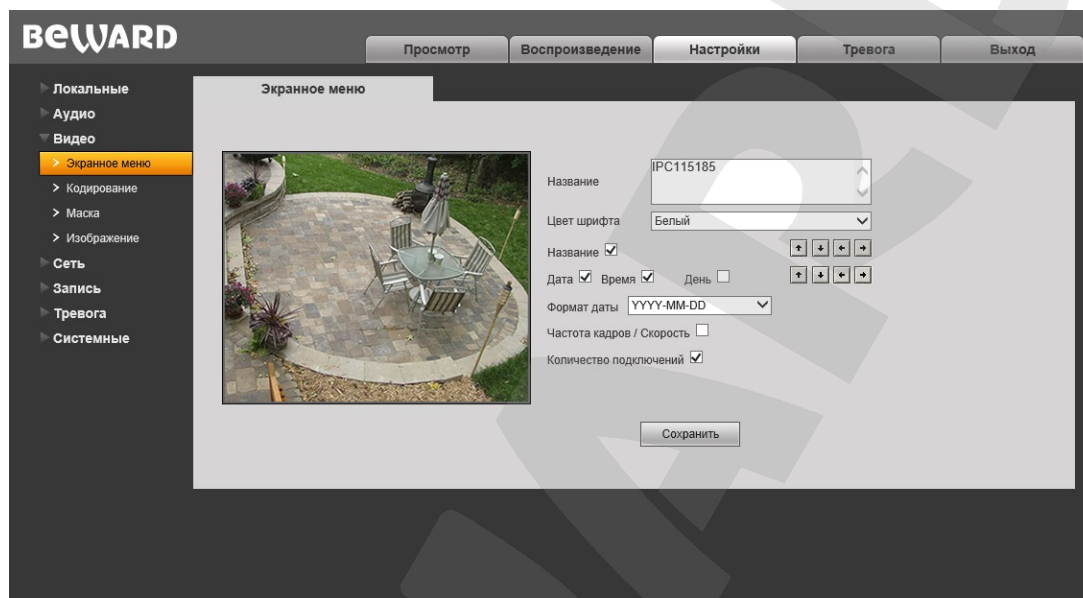 BEWARD
Просмотр Воспроизведение Настройки Тревога Выход
Локальные
Аудио
Видео
Экранное меню
Кодирование
Маска
Изображение
Сеть
Запись
Тревога
Системные
Экранное меню
Название IPC115185
Цвет шрифта Белый
Название
Дата Время День
Формат даты YYYY-MM-DD
Частота кадров / Скорость
Количество подключений
Сохранить